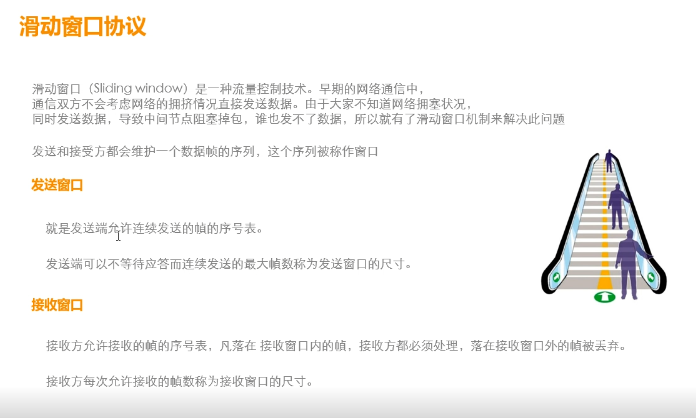 滑动窗口协议
滑动窗口（Sliding window）是一种流量控制技术。早期的网络通信中，
通信双方不会考虑网络的拥挤情况直接发送数据。由于大家不知道网络拥塞状况，
同时发送数据，导致中间节点阻塞掉包，谁也发不了数据，所以就有了滑动窗口机制来解决此问题
发送和接受方都会维护一个数据帧的序列，这个序列被称作窗口
发送窗口
就是发送端允许连续发送的帧的序号表。
发送端可以不等待应答而连续发送的最大帧数称为发送窗口的尺寸。
接收窗口
接收方允许接收的帧的序号表，凡落在 接收窗口内的帧，接收方都必须处理，落在接收窗口外的帧被丢弃。
接收方每次允许接收的帧数称为接收窗口的尺寸。